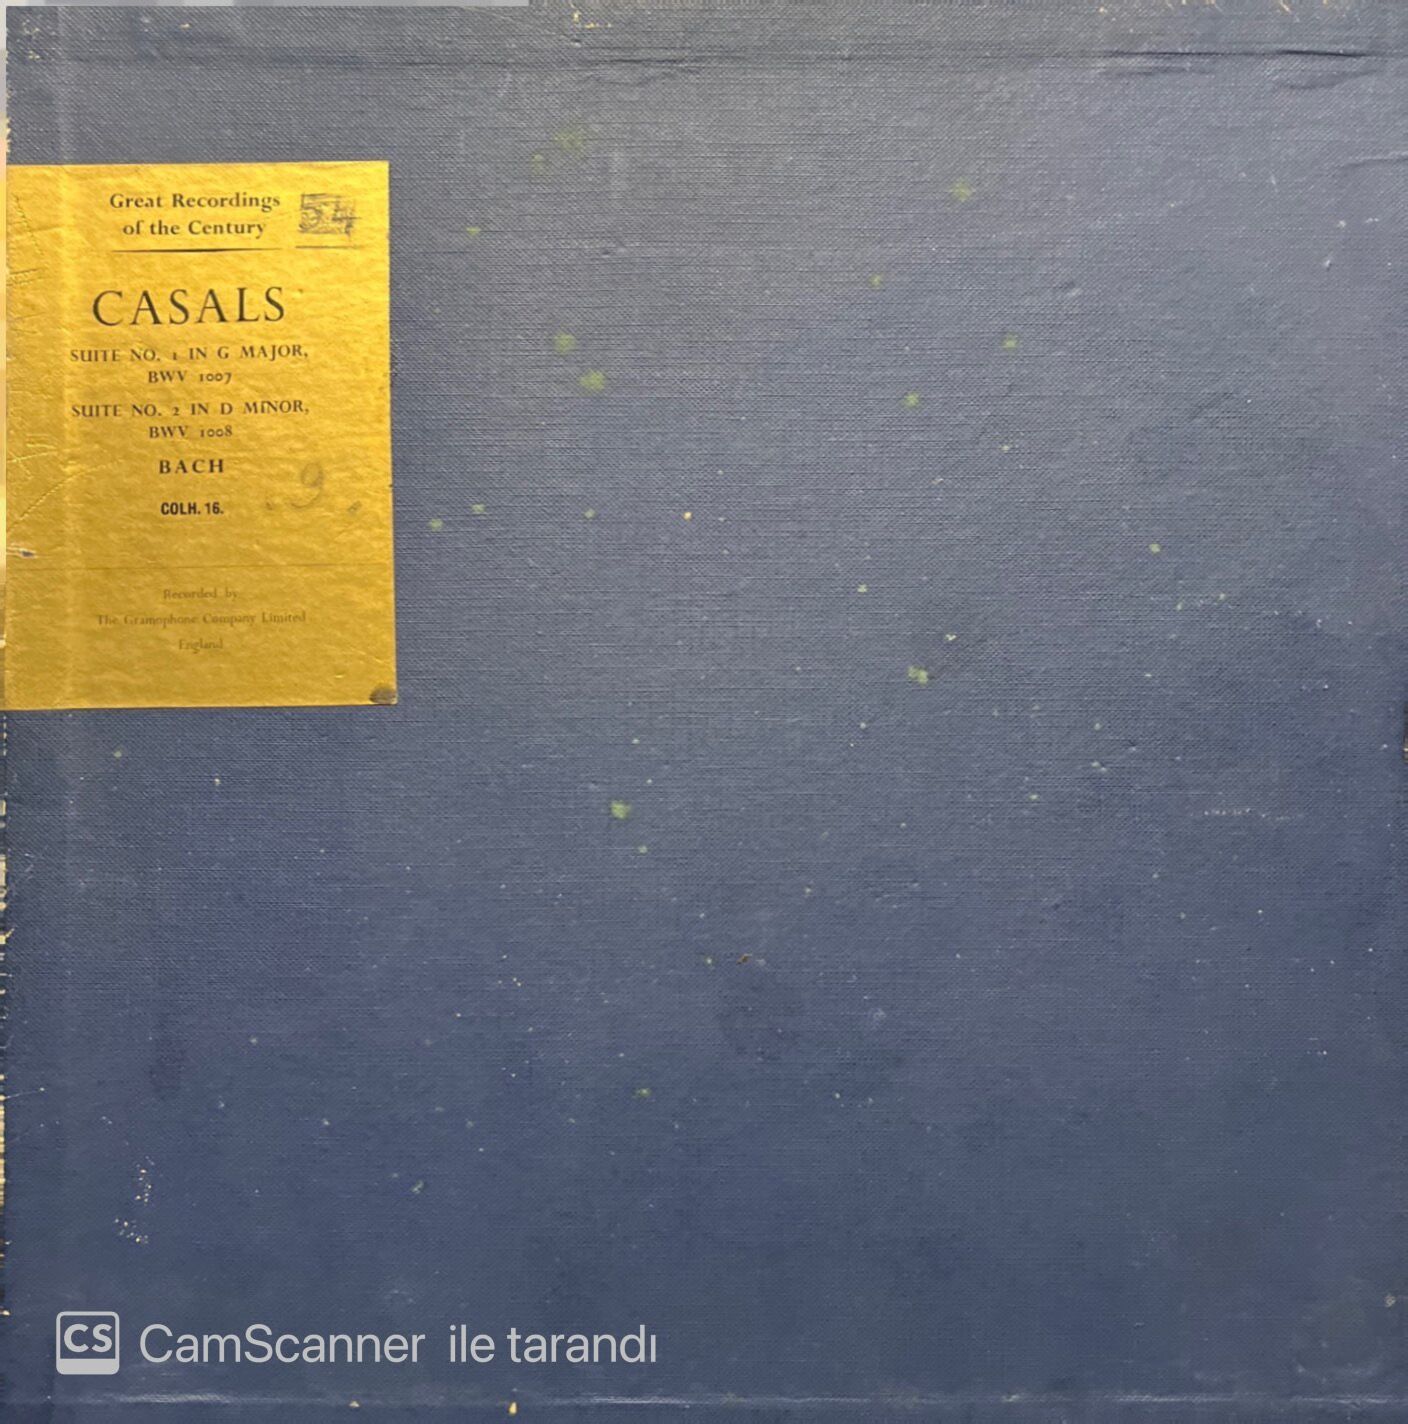 Great Recordings
of the Century
CASALS
SUITE NO. 1 IN G MAJOR,
BWV 1007
SUITE NO. 2 IN D MINOR,
BWV 1008
BACH
COLH. 16.
9
Recorded by
The Gramophone Company Limited
England
CS CamScanner ile tarandı